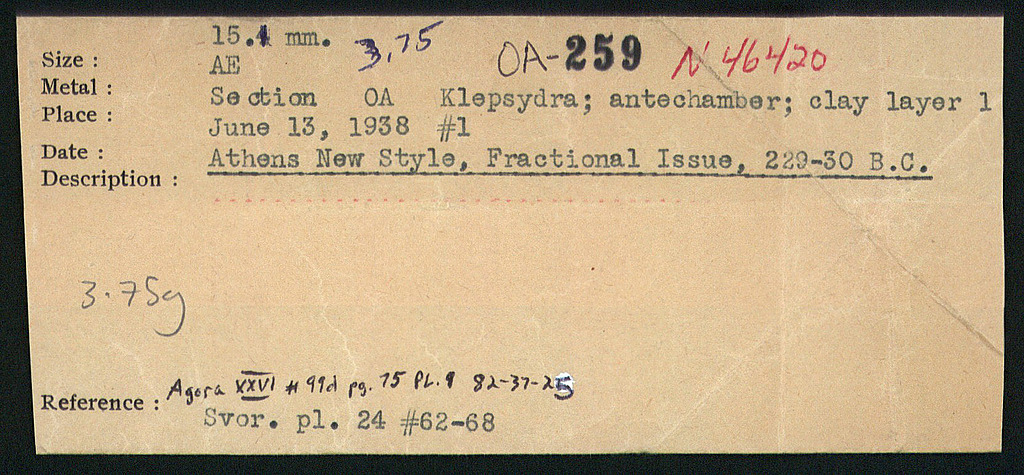 Size : 15.4 mm. 3,75 OA-259 N 46420
Metal : AE
Place : Section OA Klepsydra; antechamber; clay layer 1
Date : June 13, 1938 #1
Description : Athens New Style, Fractional Issue, 229-30 B.C.
3.75g
Agora XXVI # 99d pg. 75 PL. 9 82-37-25
Reference : Svor. pl. 24 #62-68